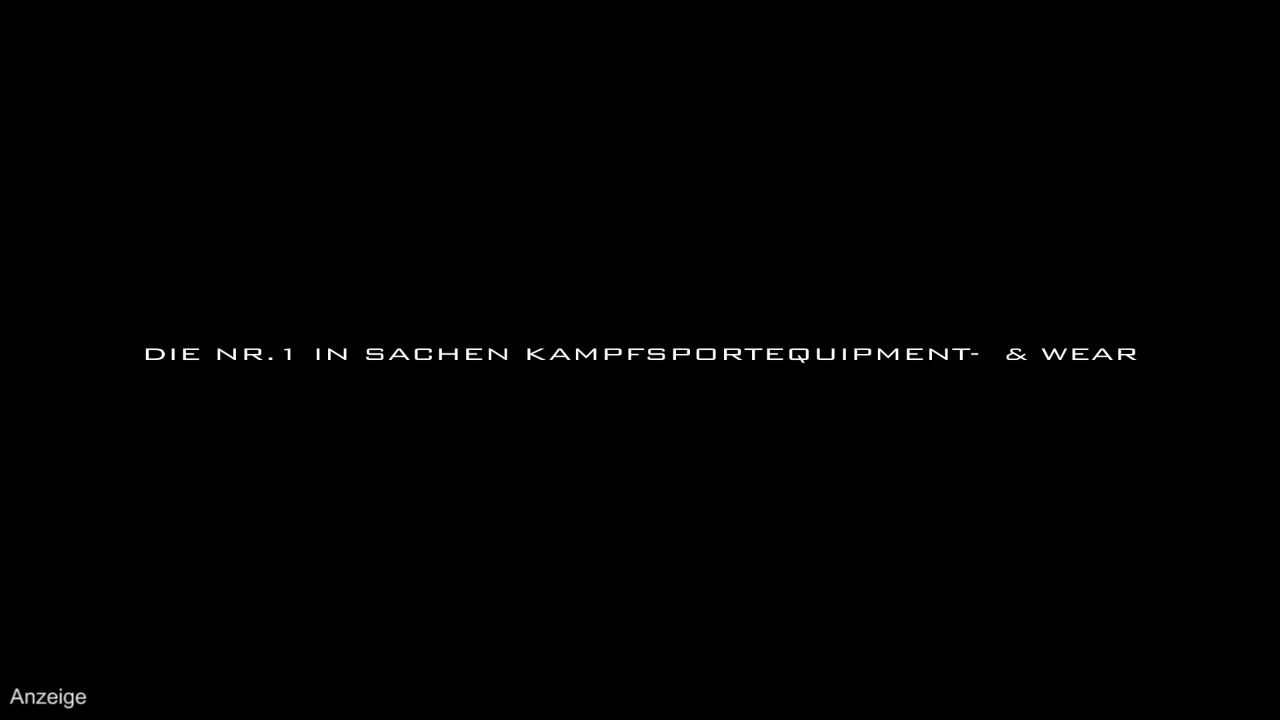 DIE NR.1 IN SACHEN KAMPFSPORTEQUIPMENT- & WEAR
Anzeige